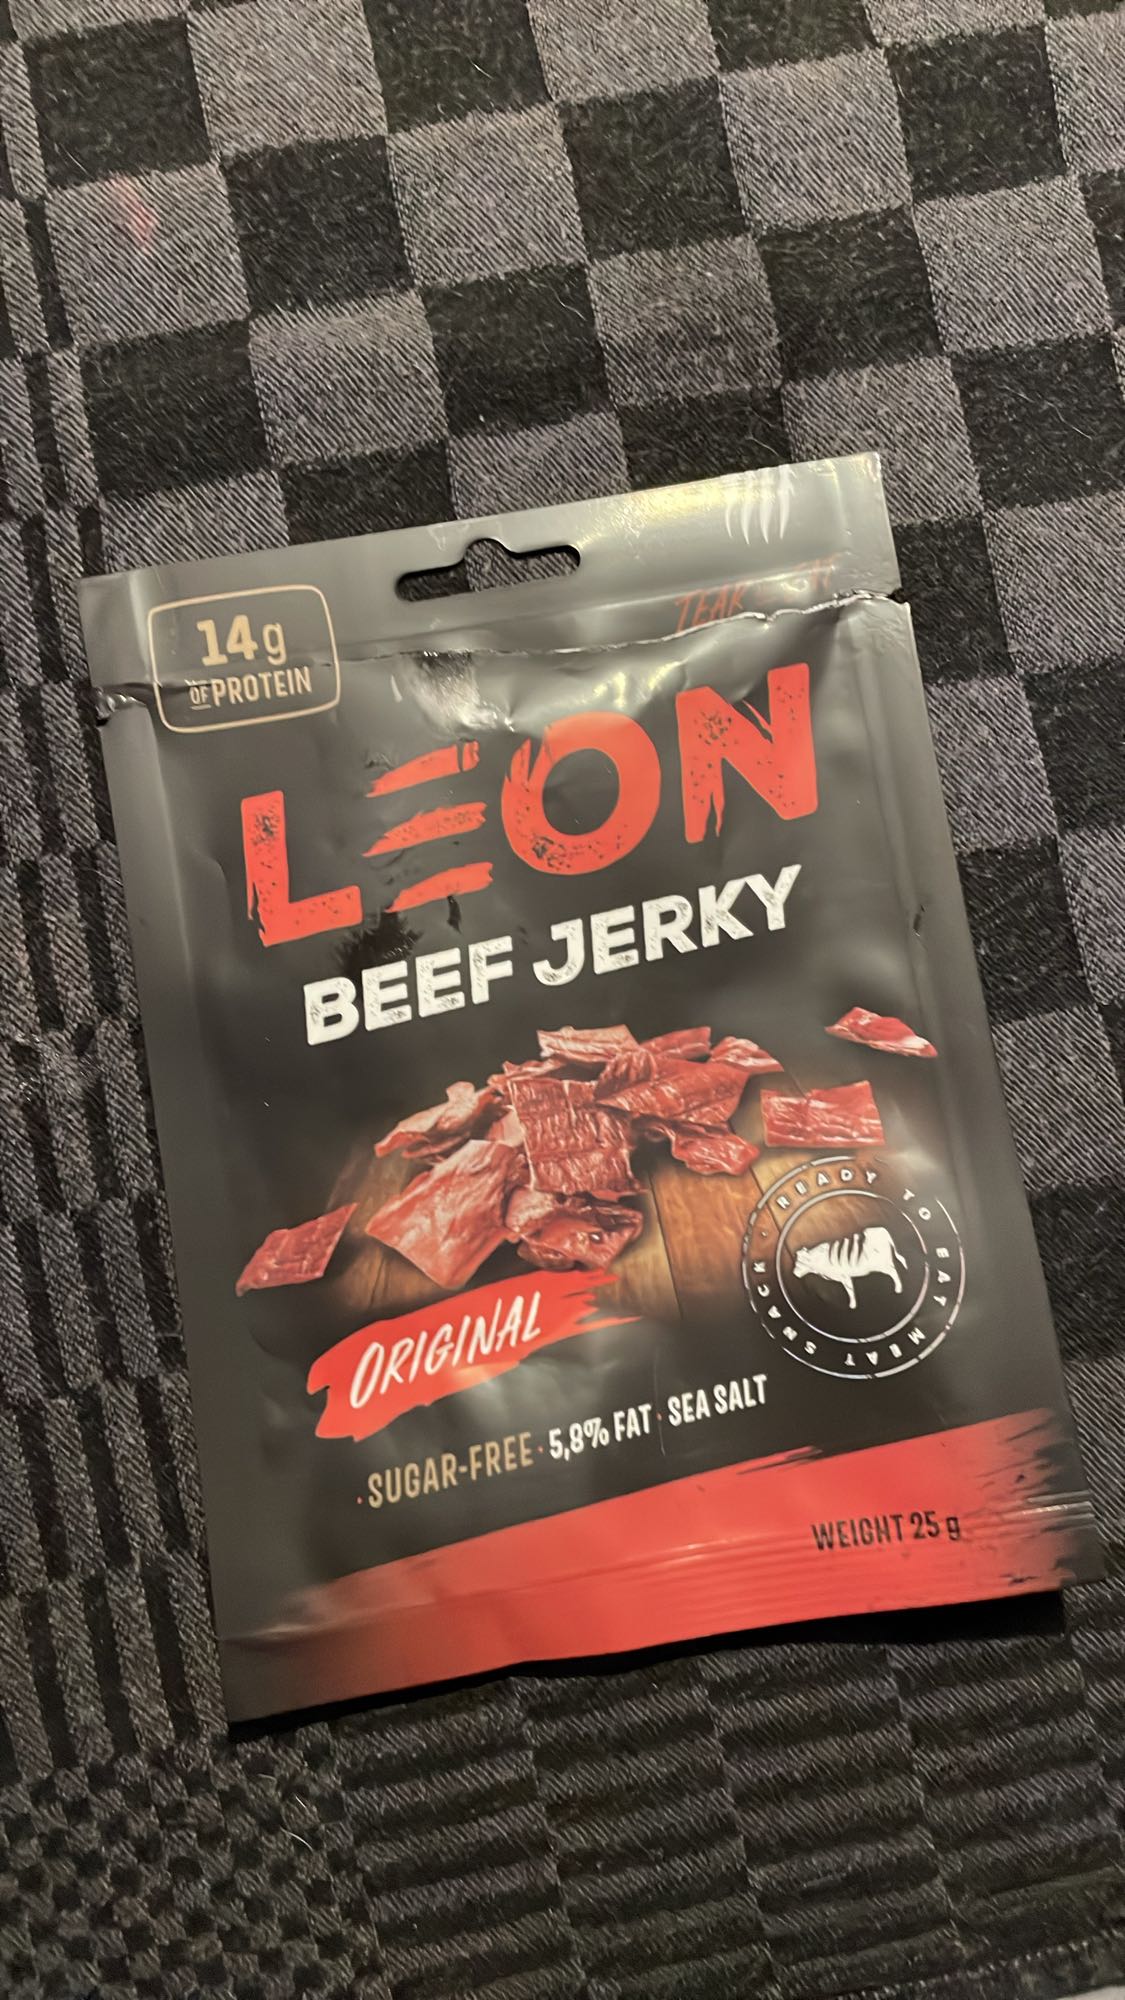 TEAR
14g
OF PROTEIN
LEON
BEEF JERKY
READY TO EAT MEAT SNACK
ORIGINAL
· SUGAR-FREE · 5,8% FAT · SEA SALT
WEIGHT 25 g